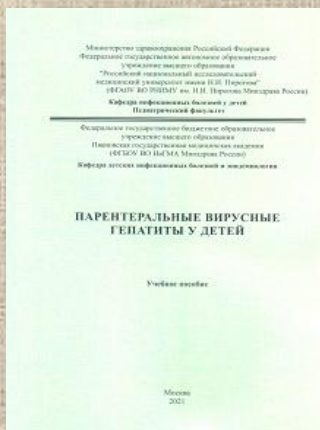 Министерство здравоохранения Российской Федерации
Федеральное государственное автономное образовательное
учреждение высшего образования
"Российский национальный исследовательский
медицинский университет имени Н.И. Пирогова"
(ФГАОУ ВО РНИМУ им. Н.И. Пирогова Минздрава России)
Кафедра инфекционных болезней у детей
Педиатрический факультет
Федеральное государственное бюджетное образовательное
учреждение высшего образования
Ивановская государственная медицинская академия
(ФГБОУ ВО ИвГМА Минздрава России)
Кафедра детских инфекционных болезней и эпидемиологии
ПАРЕНТЕРАЛЬНЫЕ ВИРУСНЫЕ
ГЕПАТИТЫ У ДЕТЕЙ
Учебное пособие
Москва
2021